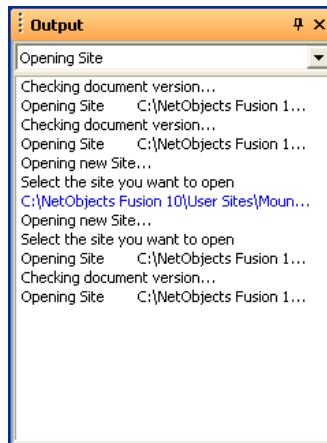 Output
Opening Site
Checking document version...
Opening Site C:\NetObjects Fusion 1...
Checking document version...
Opening Site C:\NetObjects Fusion 1...
Opening new Site...
Select the site you want to open
C:\NetObjects Fusion 10\User Sites\Moun...
Opening new Site...
Select the site you want to open
Opening Site C:\NetObjects Fusion 1...
Checking document version...
Opening Site C:\NetObjects Fusion 1...